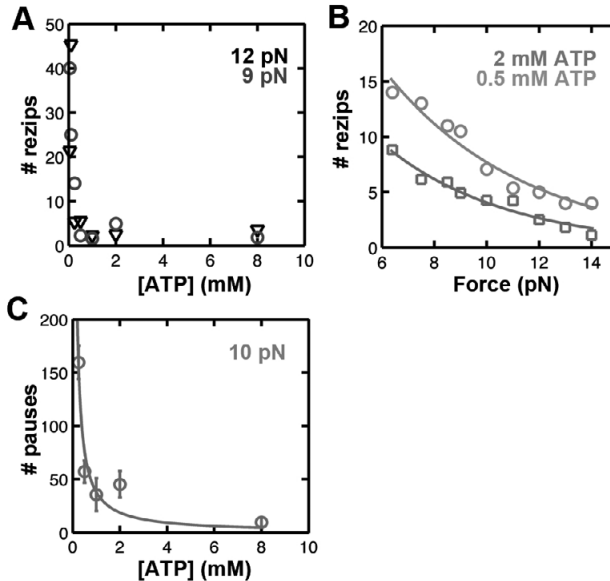 A
50
40
30
20
10
0
# rezips
12 pN
9 pN
0 2 4 6 8 10
[ATP] (mM)
B
20
15
10
5
0
# rezips
2 mM ATP
0.5 mM ATP
6 8 10 12 14
Force (pN)
C
200
150
100
50
0
# pauses
10 pN
0 2 4 6 8 10
[ATP] (mM)